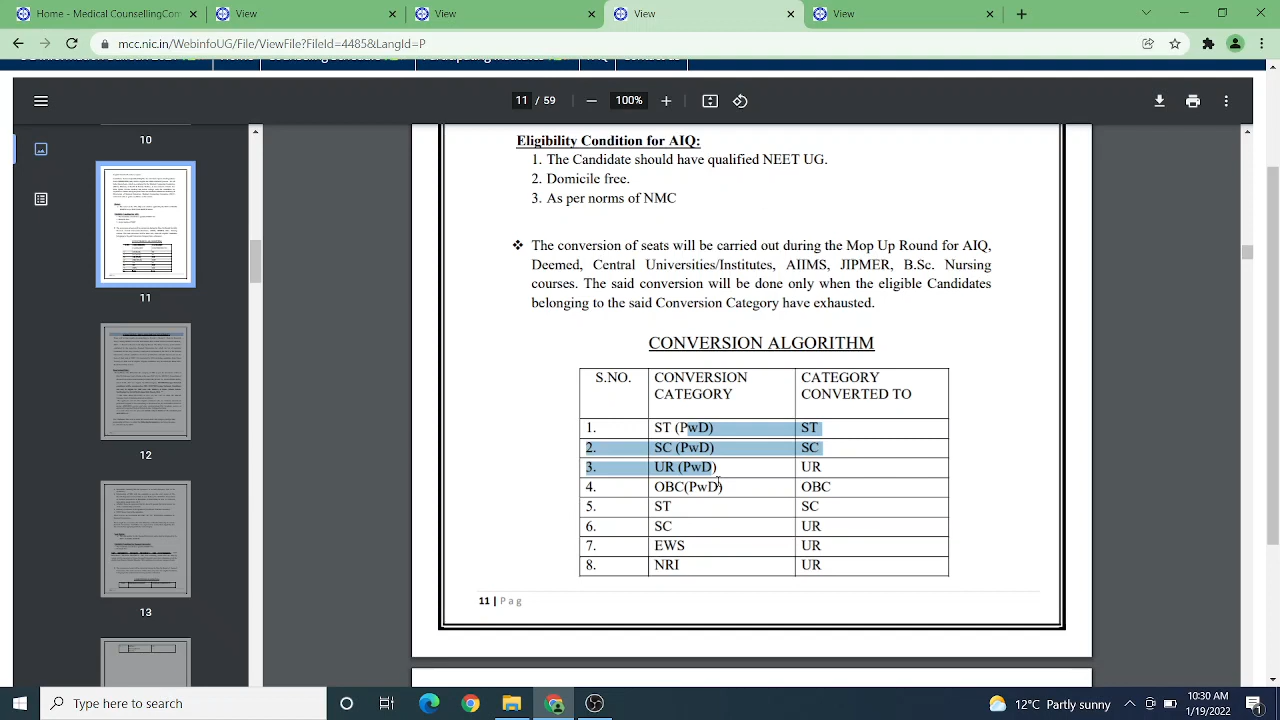 Home - Medical CounselingCom
View
View
View
View
mcc.nic.in/WebinfoUG/File/ViewFile?FileId=4485&LangId=P
11 / 59
100%
10
11
12
13
Eligibility Condition for AIQ:
1. The Candidate should have qualified NEET UG.
2. Domicile free.
3. As per norms of NMC
❖ The conversion of seats will be carried out during the Mop Up Round for AIQ,
Deemed, Central Universities/Institutes, AIIMS, JIPMER, B.Sc. Nursing
courses. The said conversion will be done only when the eligible Candidates
belonging to the said Conversion Category have exhausted.
CONVERSION ALGORITHM
S.NO. CONVERSION CATEGORY
CATEGORY CONVERTED TO
1. ST (PwD) ST
2. SC (PwD) SC
3. UR (PwD) UR
4. OBC(PwD) OBC
5. ST SC
6. SC UR
7. EWS UR
8. NRI UR
11 | P a g
Type here to search
12°C Partly sunny
10:30 AM
1/19/2022